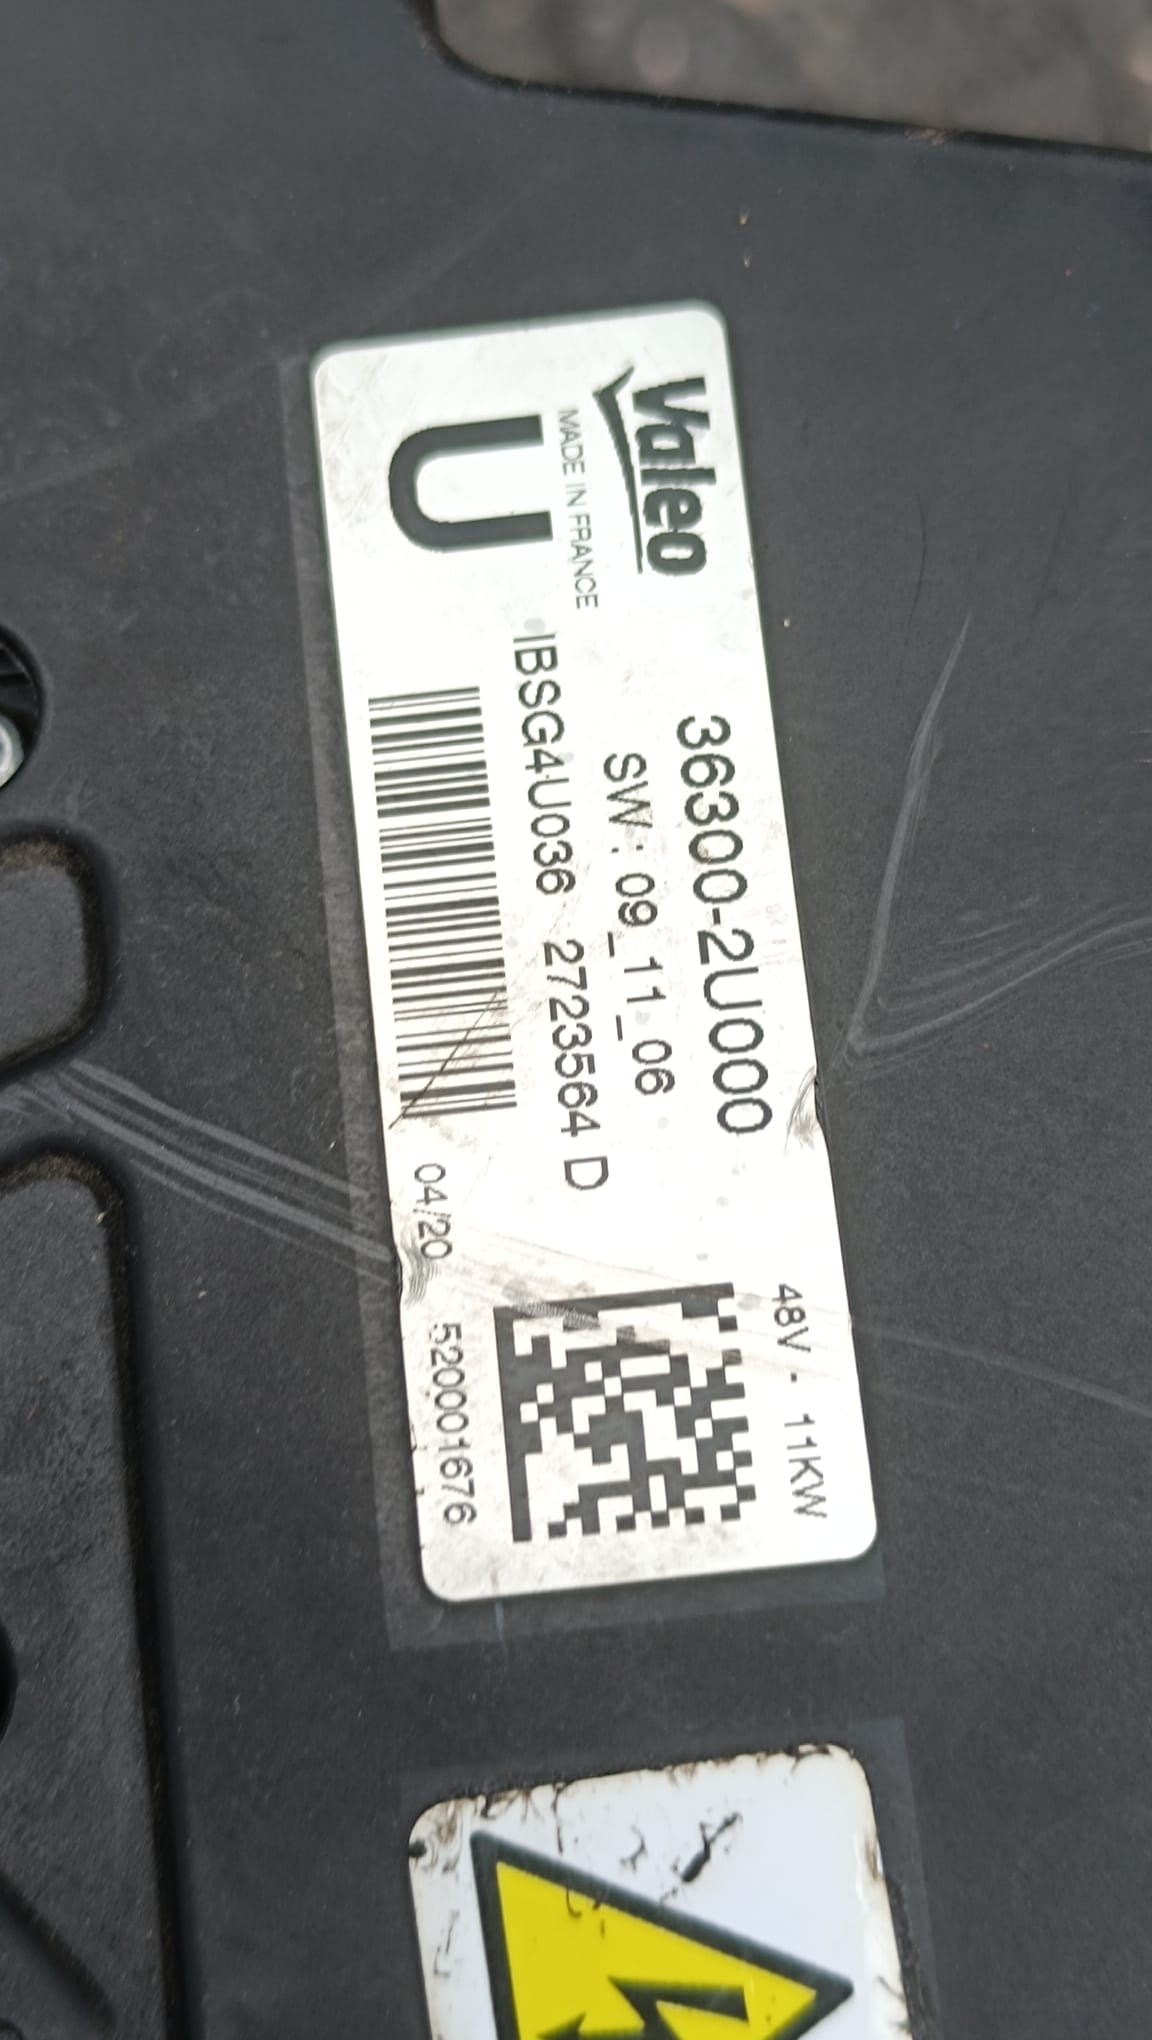 Valeo
MADE IN FRANCE
U
36300-2U000
SW : 09_11_06
IBSG4U036 2723564 D
48V - 11KW
04/20 520001676